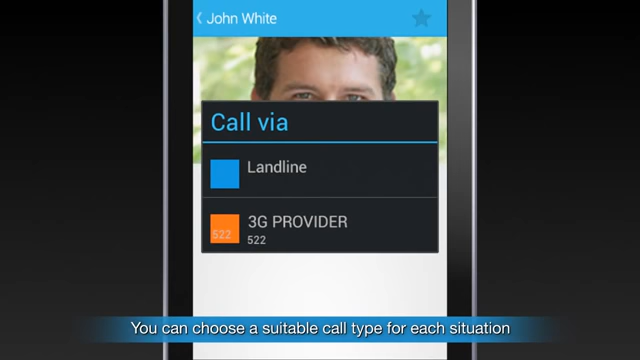 John White
Call via
Landline
3G PROVIDER
522
522
You can choose a suitable call type for each situation